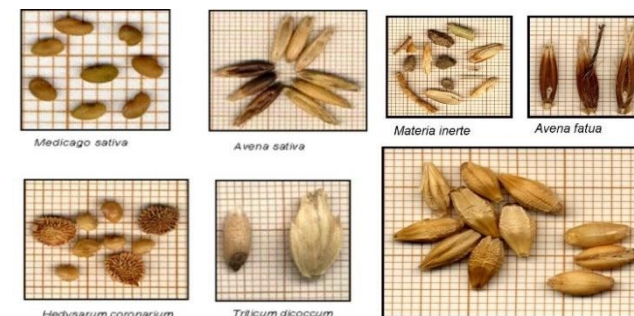 Medicago sativa
Avena sativa
Materia inerte
Avena fatua
Hedysarum coronarium
Triticum dicoccum